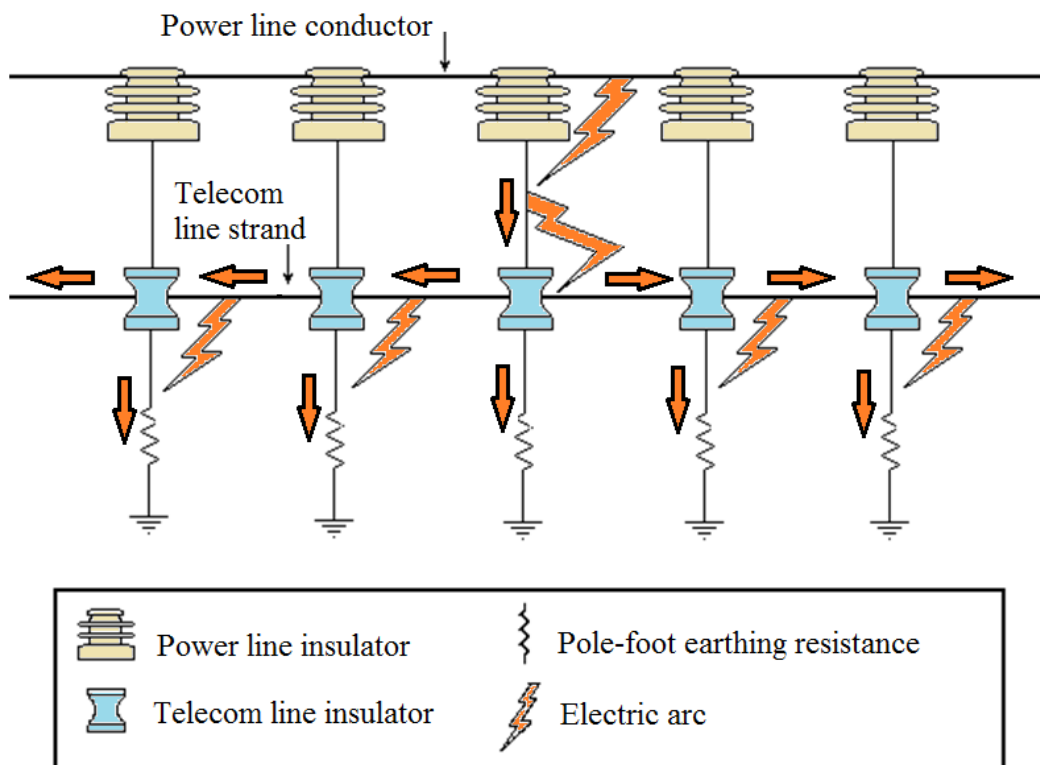 Power line conductor
Telecom
line strand
Power line insulator
Pole-foot earthing resistance
Telecom line insulator
Electric arc